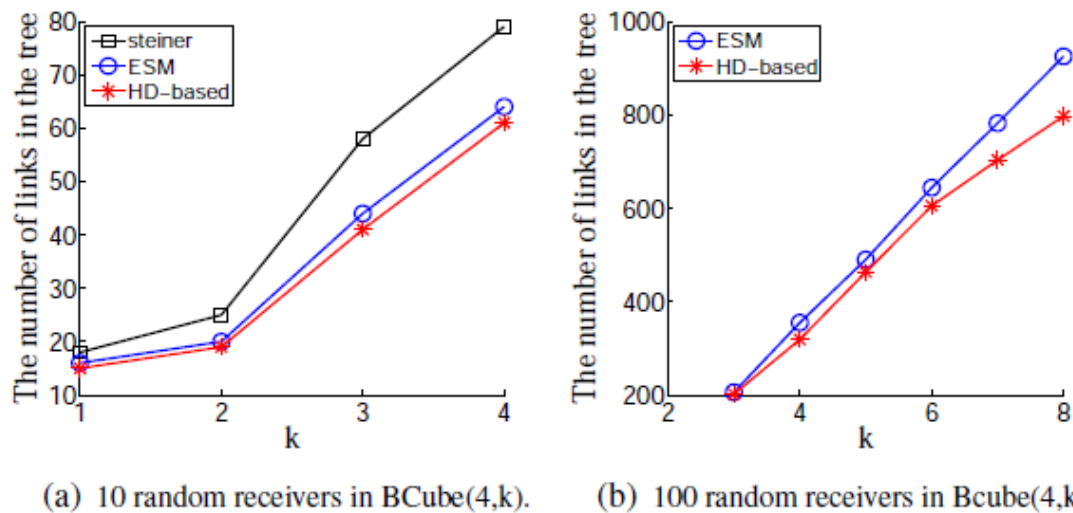 The number of links in the tree
80
70
60
50
40
30
20
10
steiner
ESM
HD-based
1
2
3
4
k
(a) 10 random receivers in BCube(4,k).
The number of links in the tree
1000
800
600
400
200
ESM
HD-based
2
4
6
8
k
(b) 100 random receivers in Bcube(4,k